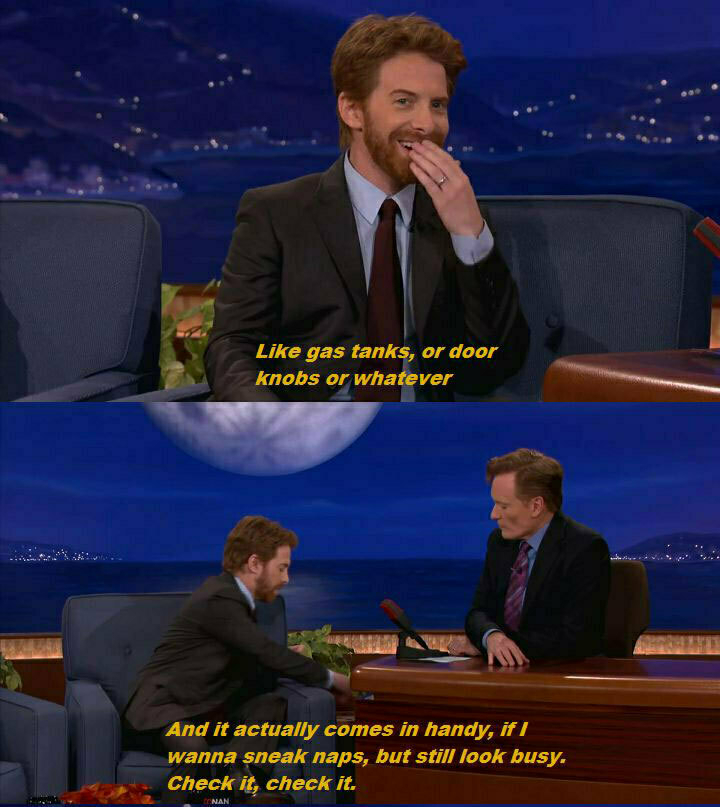 Like gas tanks, or door
knobs or whatever
And it actually comes in handy, if I
wanna sneak naps, but still look busy.
Check it, check it.
CONAN